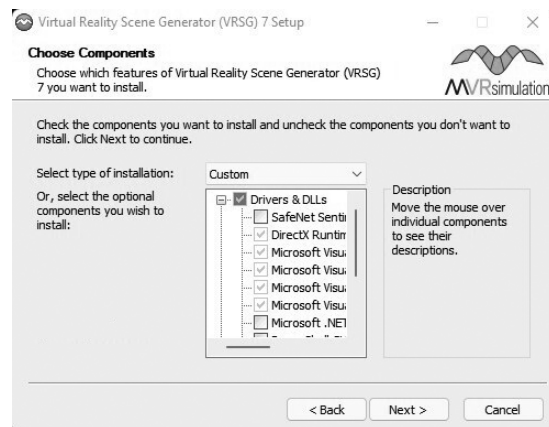 Virtual Reality Scene Generator (VRSG) 7 Setup
Choose Components
Choose which features of Virtual Reality Scene Generator (VRSG)
7 you want to install.
MVRsimulation
Check the components you want to install and uncheck the components you don't want to
install. Click Next to continue.
Select type of installation:
Custom
Or, select the optional
components you wish to
install:
Drivers & DLLs
SafeNet Senti
DirectX Runtim
Microsoft Visu
Microsoft Visu
Microsoft Visu
Microsoft Visu
Microsoft .NET
Description
Move the mouse over
individual components
to see their
descriptions.
< Back
Next >
Cancel